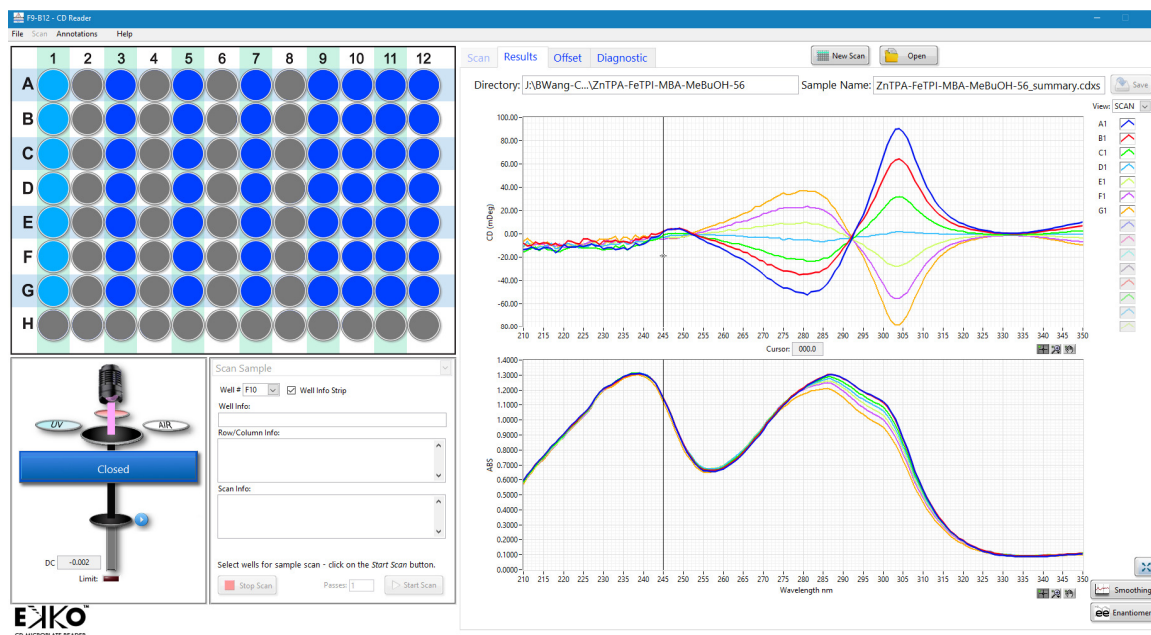 F9-B12 - CD Reader
File Scan Annotations Help
1 2 3 4 5 6 7 8 9 10 11 12
A
B
C
D
E
F
G
H
Scan Results Offset Diagnostic
New Scan Open
Directory: J:\BWang-C...\ZnTPA-FeTPI-MBA-MeBuOH-56 Sample Name: ZnTPA-FeTPI-MBA-MeBuOH-56_summary.cdxs Save
View: SCAN
A1
B1
C1
D1
E1
F1
G1
CD (mDeg)
100.00
80.00
60.00
40.00
20.00
0.00
-20.00
-40.00
-60.00
80.00
210 215 220 225 230 235 240 245 250 255 260 265 270 275 280 285 290 295 300 305 310 315 320 325 330 335 340 345 350
Cursor: 000.0
ABS
1.4000
1.3000
1.2000
1.1000
1.0000
0.9000
0.8000
0.7000
0.6000
0.5000
0.4000
0.3000
0.2000
0.1000
0.0000
210 215 220 225 230 235 240 245 250 255 260 265 270 275 280 285 290 295 300 305 310 315 320 325 330 335 340 345 350
Wavelength nm
Smoothing
ee Enantiomer
UV AIR
Closed
DC -0.002
Limit:
Scan Sample
Well # F10 Well Info Strip
Well Info:
Row/Column Info:
Scan Info:
Select wells for sample scan - click on the Start Scan button.
Stop Scan Passes: 1 Start Scan
EKKO™
CD MICROPLATE READER